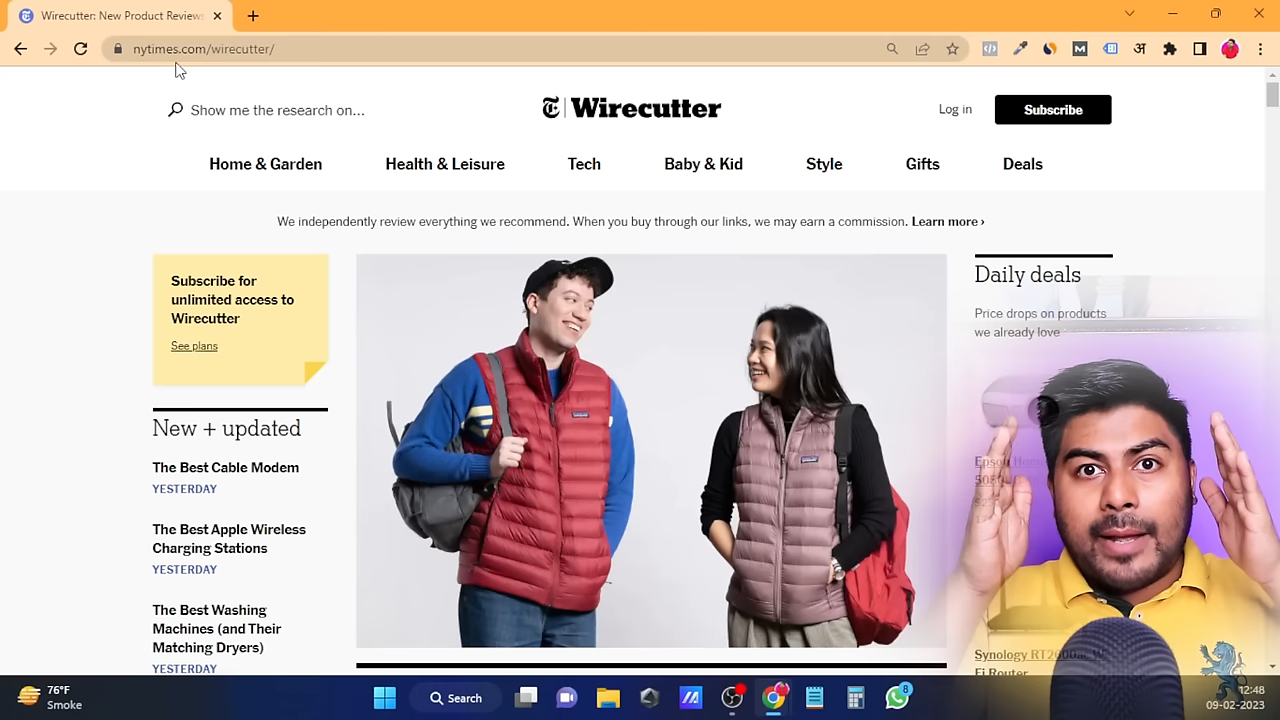 Wirecutter: New Product Reviews
nytimes.com/wirecutter/
अ
Show me the research on...
Wirecutter
Log in
Subscribe
Home & Garden
Health & Leisure
Tech
Baby & Kid
Style
Gifts
Deals
We independently review everything we recommend. When you buy through our links, we may earn a commission. Learn more ›
Subscribe for
unlimited access to
Wirecutter
See plans
New + updated
The Best Cable Modem
YESTERDAY
The Best Apple Wireless
Charging Stations
YESTERDAY
The Best Washing
Machines (and Their
Matching Dryers)
YESTERDAY
Daily deals
Price drops on products
we already love
Epson
Synology
76°F
Smoke
Search
8
12:48
09-02-2023